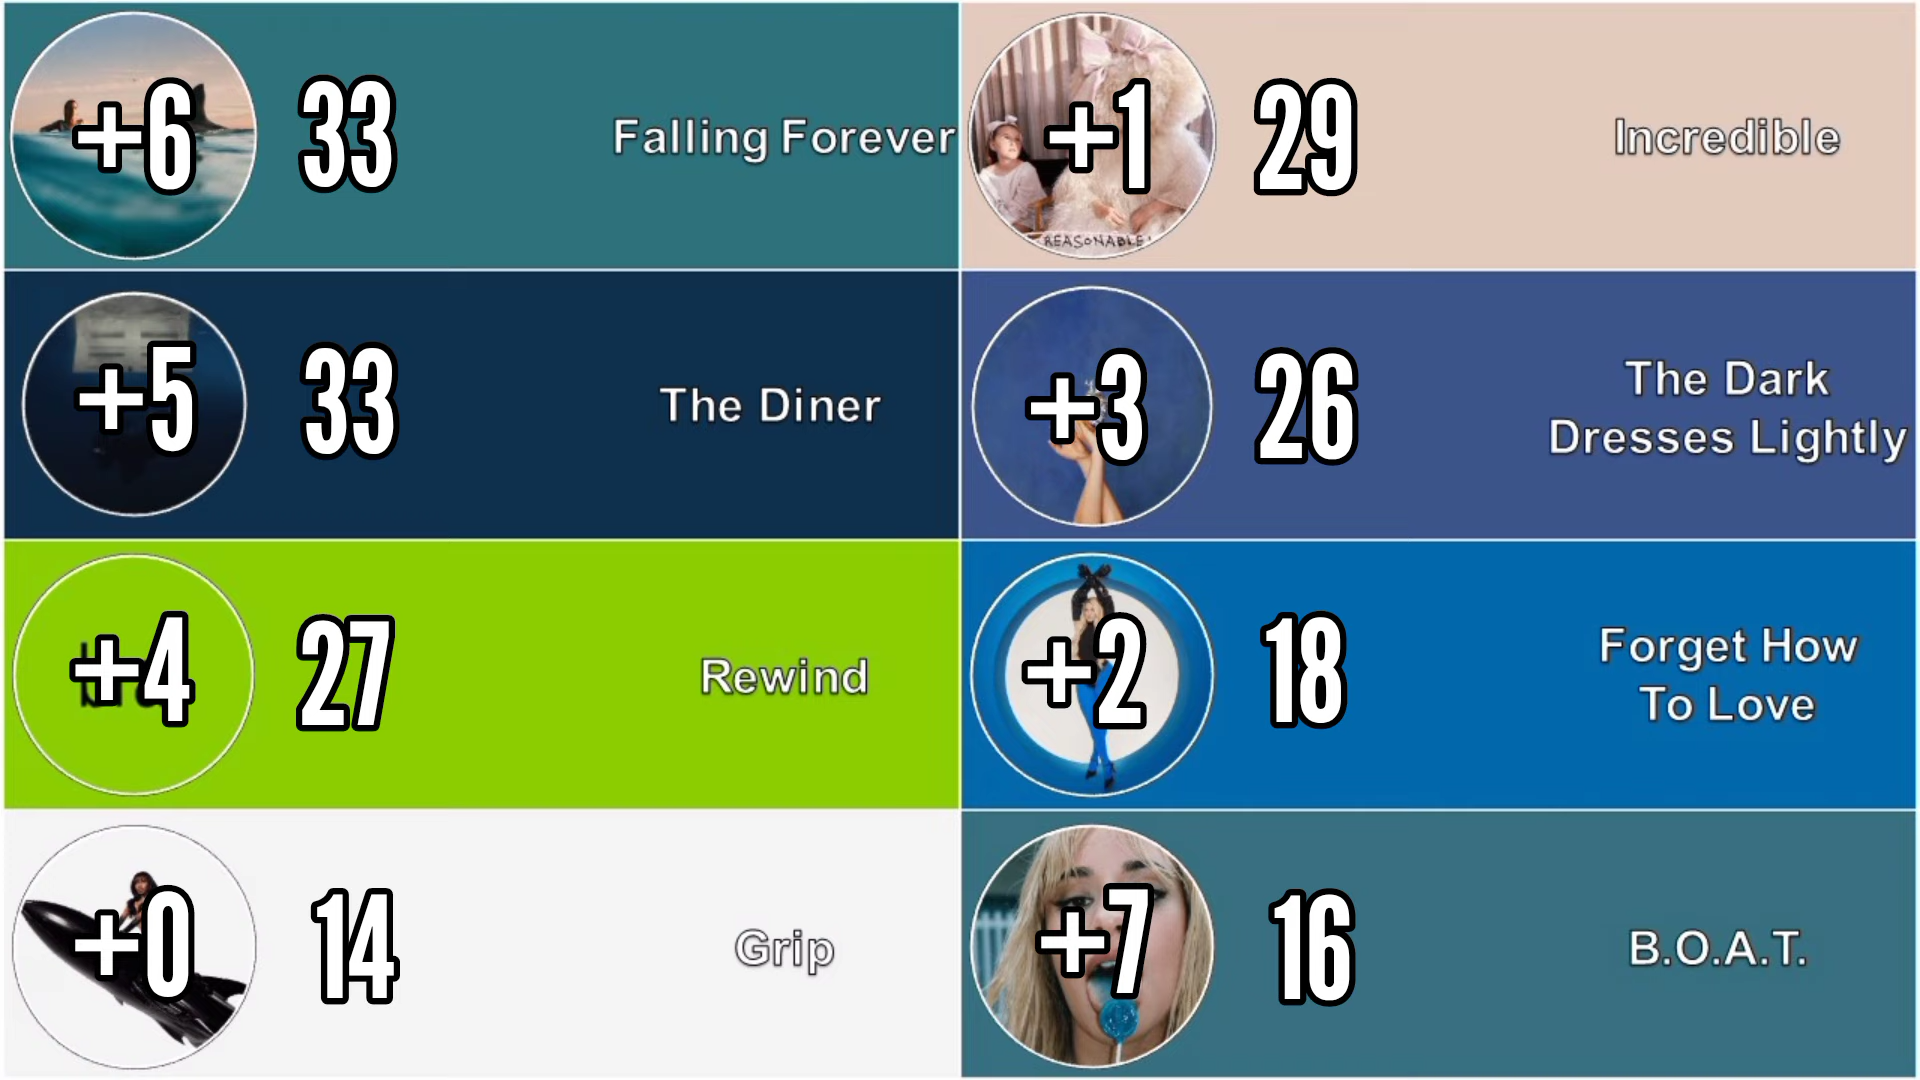 +6 33 Falling Forever
+1 29 Incredible
REASONABLE
+5 33 The Diner
+3 26 The Dark
Dresses Lightly
+4 27 Rewind
+2 18 Forget How
To Love
+0 14 Grip
+7 16 B.O.A.T.